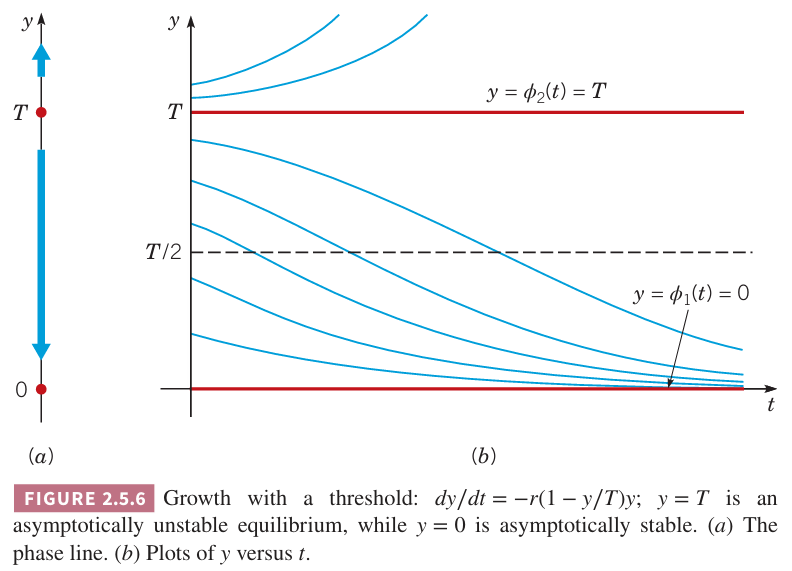 y
T
0
(a)
y
T
T/2
y = ϕ₂(t) = T
y = ϕ₁(t) = 0
t
(b)
FIGURE 2.5.6 Growth with a threshold: dy/dt = −r(1 − y/T)y; y = T is an
asymptotically unstable equilibrium, while y = 0 is asymptotically stable. (a) The
phase line. (b) Plots of y versus t.